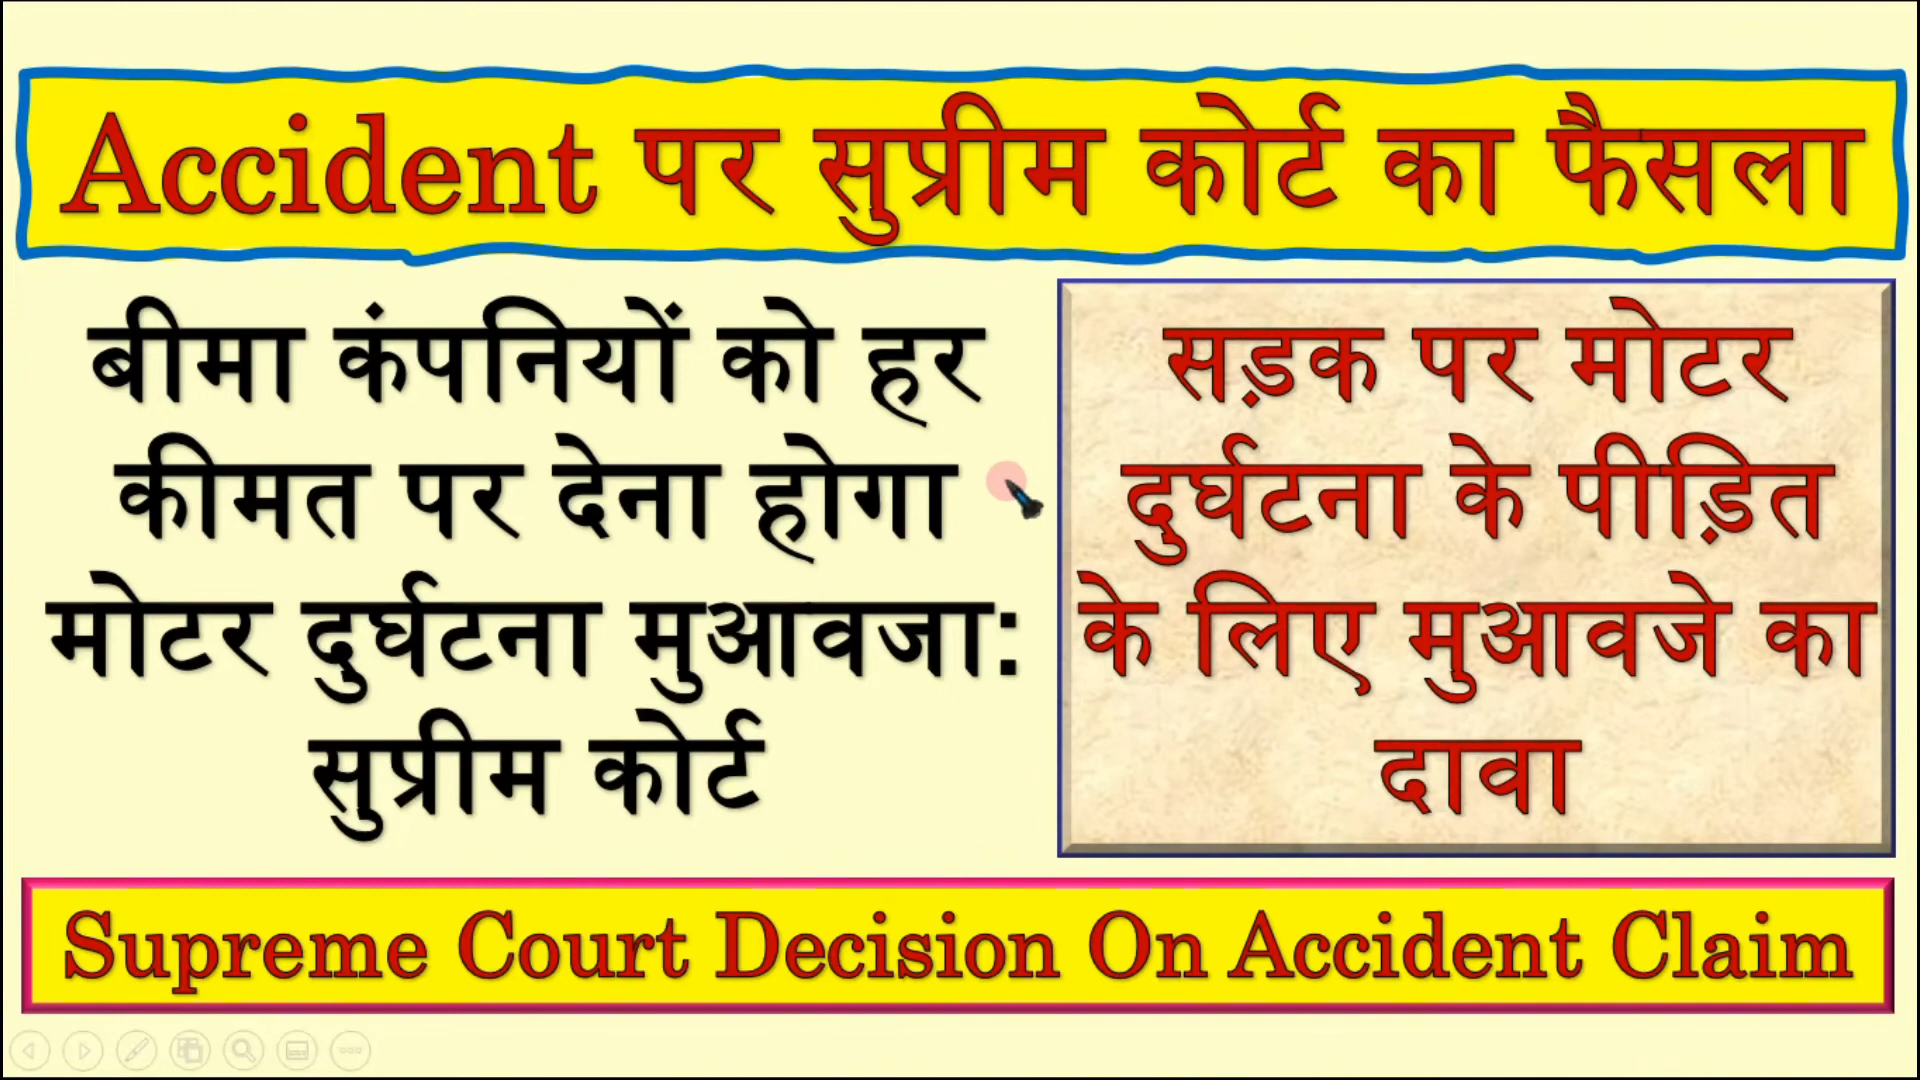 Accident पर सुप्रीम कोर्ट का फैसला
बीमा कंपनियों को हर
कीमत पर देना होगा
मोटर दुर्घटना मुआवजा:
सुप्रीम कोर्ट
सड़क पर मोटर
दुर्घटना के पीड़ित
के लिए मुआवजे का
दावा
Supreme Court Decision On Accident Claim